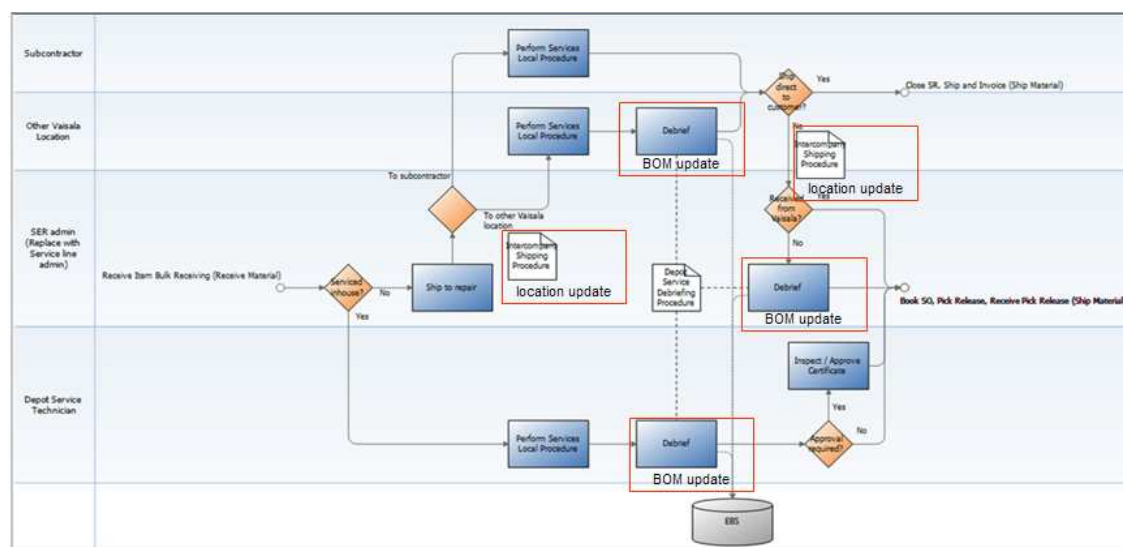 Subcontractor
Perform Services
Local Procedure
Ship
direct
to
customer?
Yes
Close SR, Ship and Invoice (Ship Material)
No
Other Vaisala
Location
Perform Services
Local Procedure
Debrief
BOM update
Intercompany
Shipping
Procedure
location update
To subcontractor
SER admin
(Replace with
Service line
admin)
To other Vaisala
location
Received
from
Vaisala?
Yes
No
Receive Item Bulk Receiving (Receive Material)
Serviced
inhouse?
No
Yes
Ship to repair
Intercompany
Shipping
Procedure
location update
Depot
Service
Debriefing
Procedure
Debrief
BOM update
Book SO, Pick Release, Receive Pick Release (Ship Material
Depot Service
Technician
Inspect / Approve
Certificate
Yes
No
Perform Services
Local Procedure
Debrief
BOM update
Approval
required?
EBS